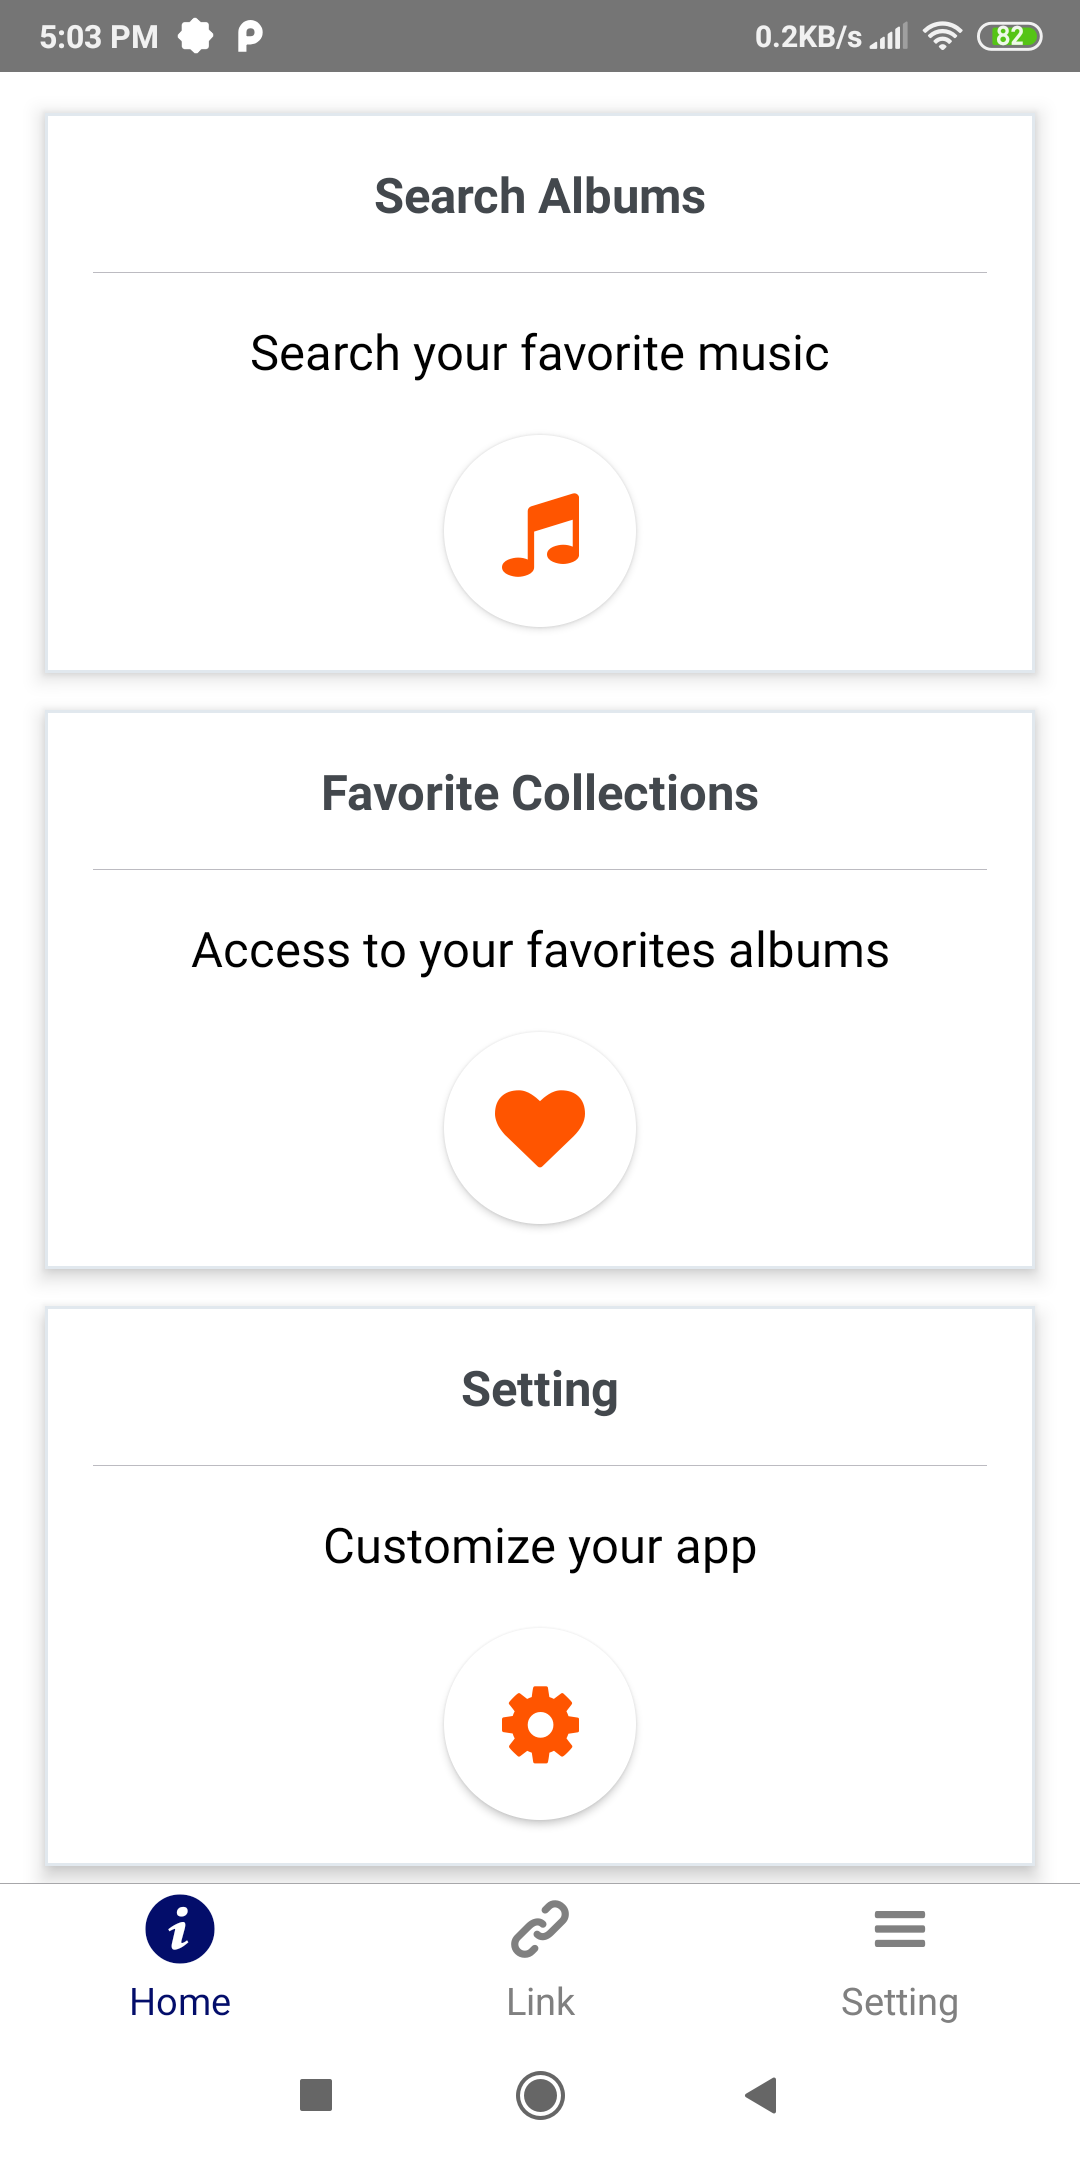 5:03 PM 0.2KB/s 82
Search Albums
Search your favorite music
Favorite Collections
Access to your favorites albums
Setting
Customize your app
Home Link Setting